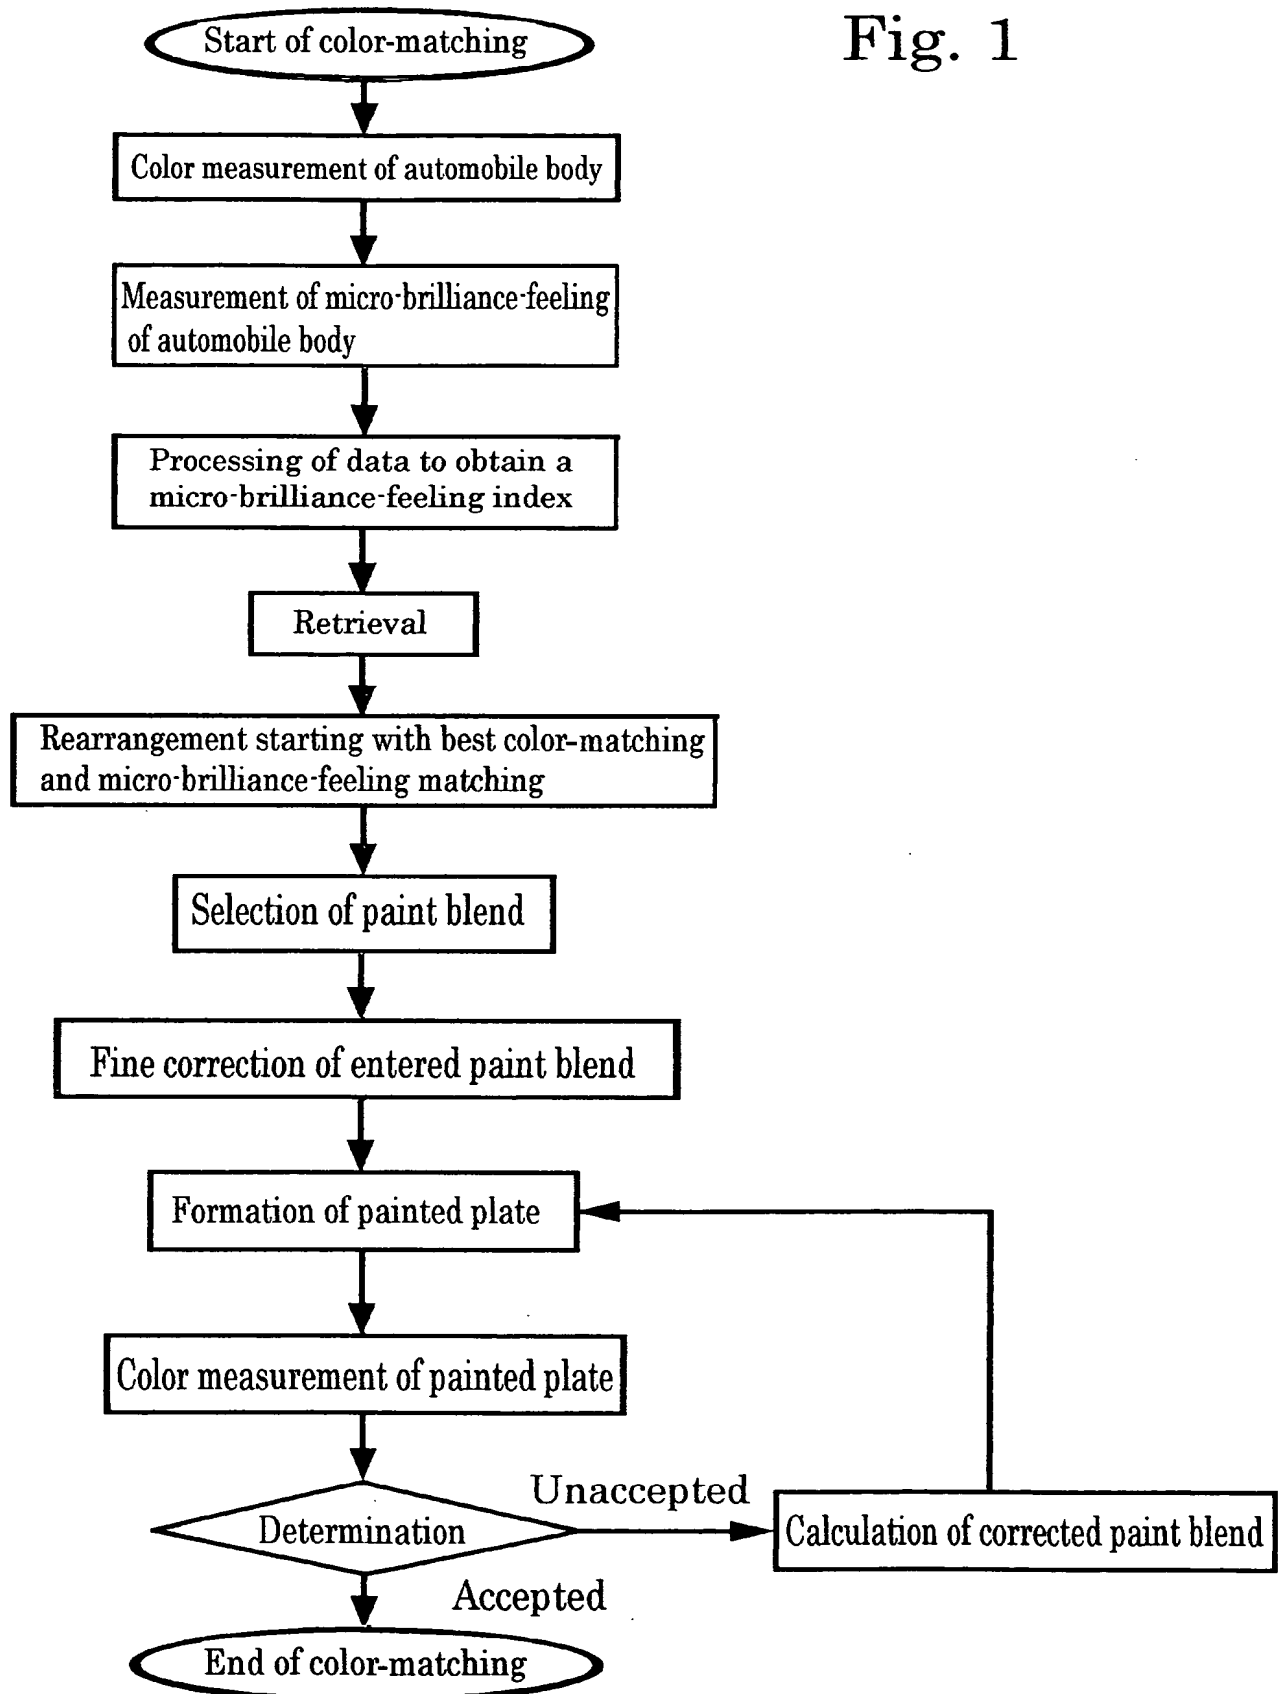 Fig. 1
Start of color-matching
Color measurement of automobile body
Measurement of micro-brilliance-feeling
of automobile body
Processing of data to obtain a
micro-brilliance-feeling index
Retrieval
Rearrangement starting with best color-matching
and micro-brilliance-feeling matching
Selection of paint blend
Fine correction of entered paint blend
Formation of painted plate
Color measurement of painted plate
Determination
Unaccepted
Calculation of corrected paint blend
Accepted
End of color-matching